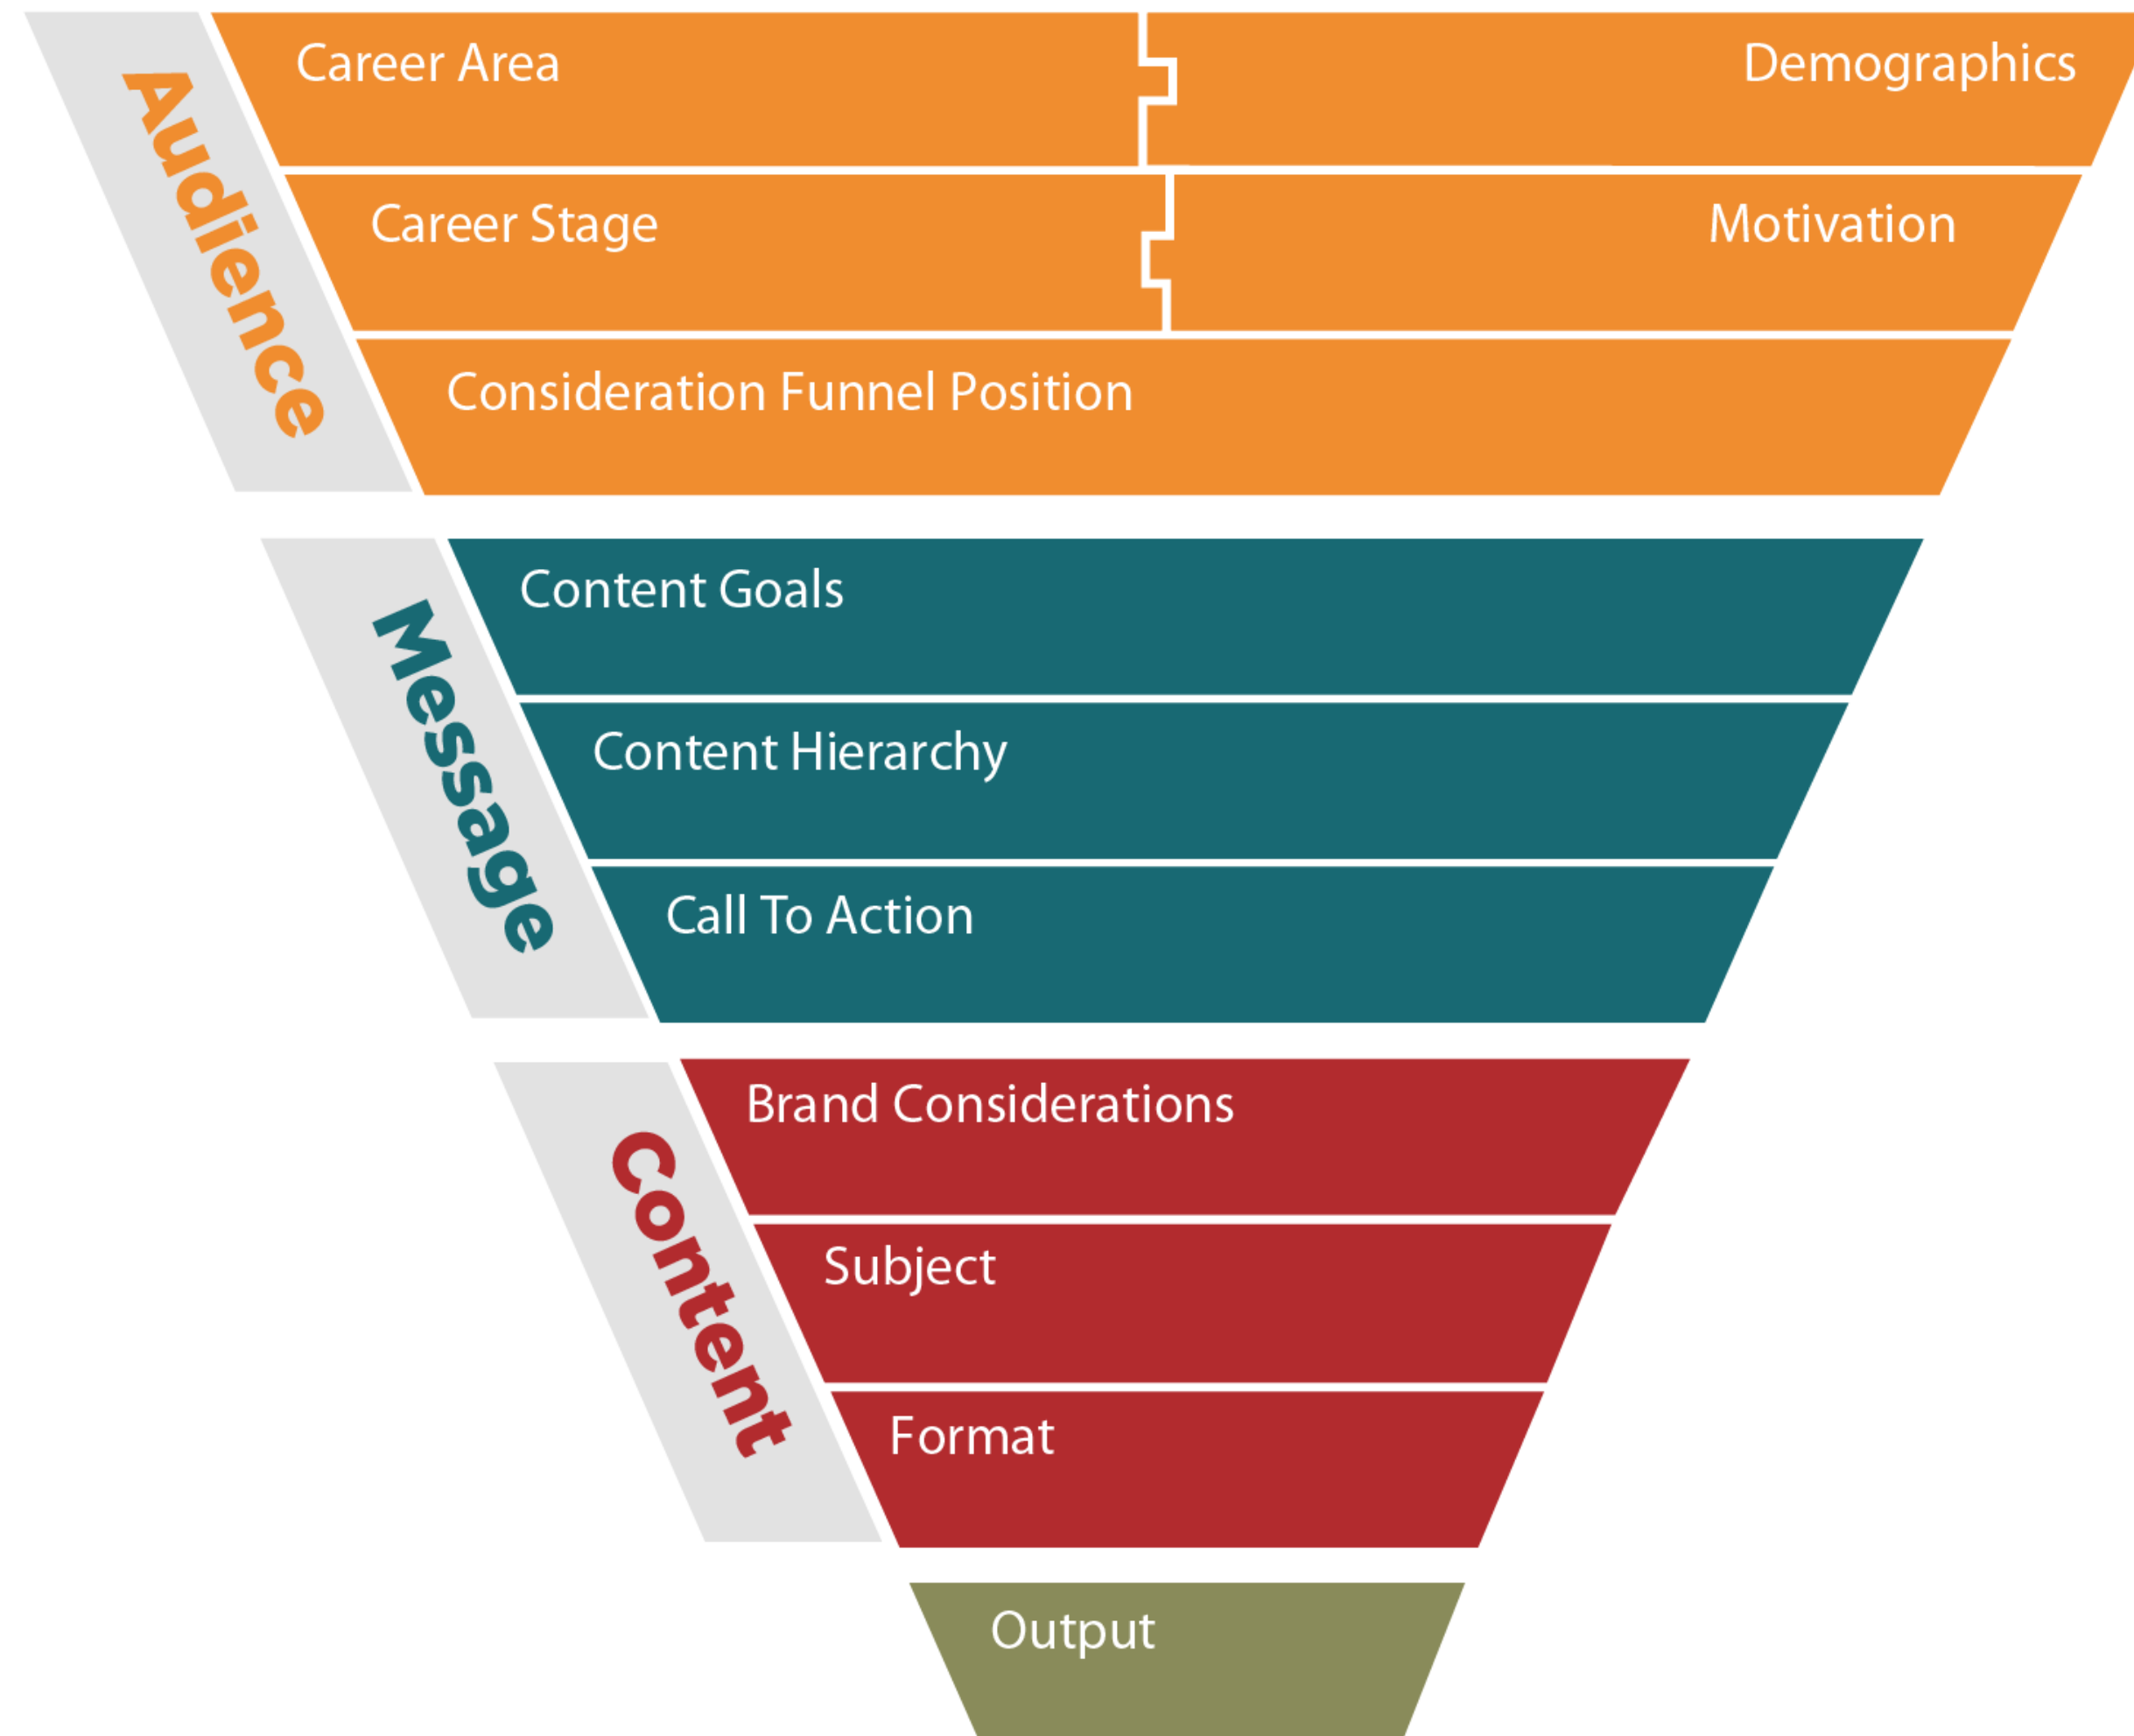 Audience
Career Area
Demographics
Career Stage
Motivation
Consideration Funnel Position
Message
Content Goals
Content Hierarchy
Call To Action
Content
Brand Considerations
Subject
Format
Output